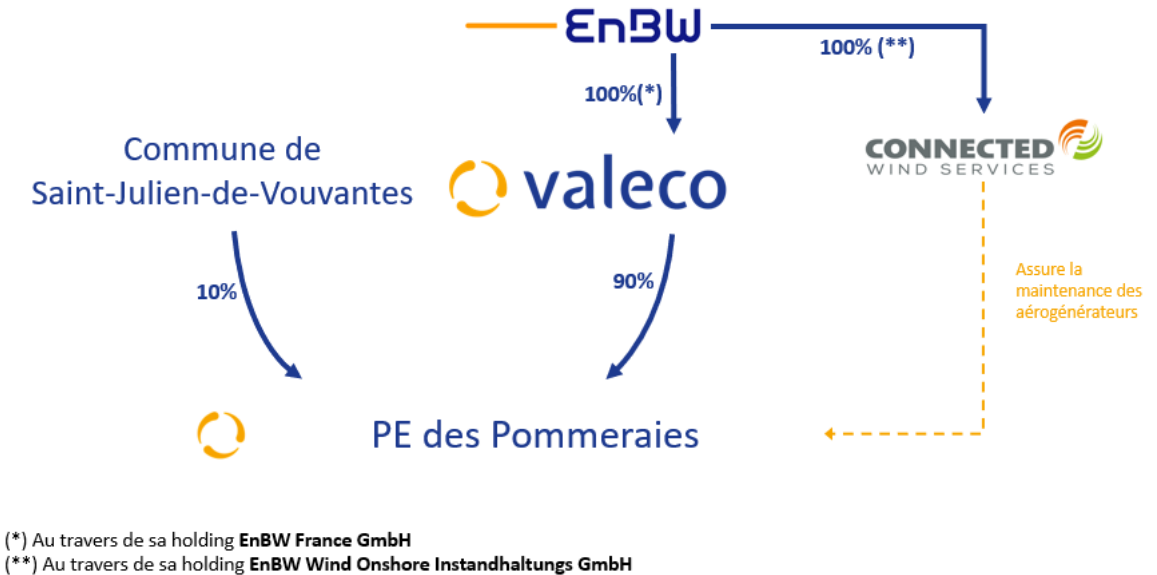 EnBW
100% (**)
100%(*)
Commune de
Saint-Julien-de-Vouvantes
valeco
CONNECTED
WIND SERVICES
10%
90%
Assure la
maintenance des
aérogénérateurs
PE des Pommeraies
(*) Au travers de sa holding EnBW France GmbH
(**) Au travers de sa holding EnBW Wind Onshore Instandhaltungs GmbH